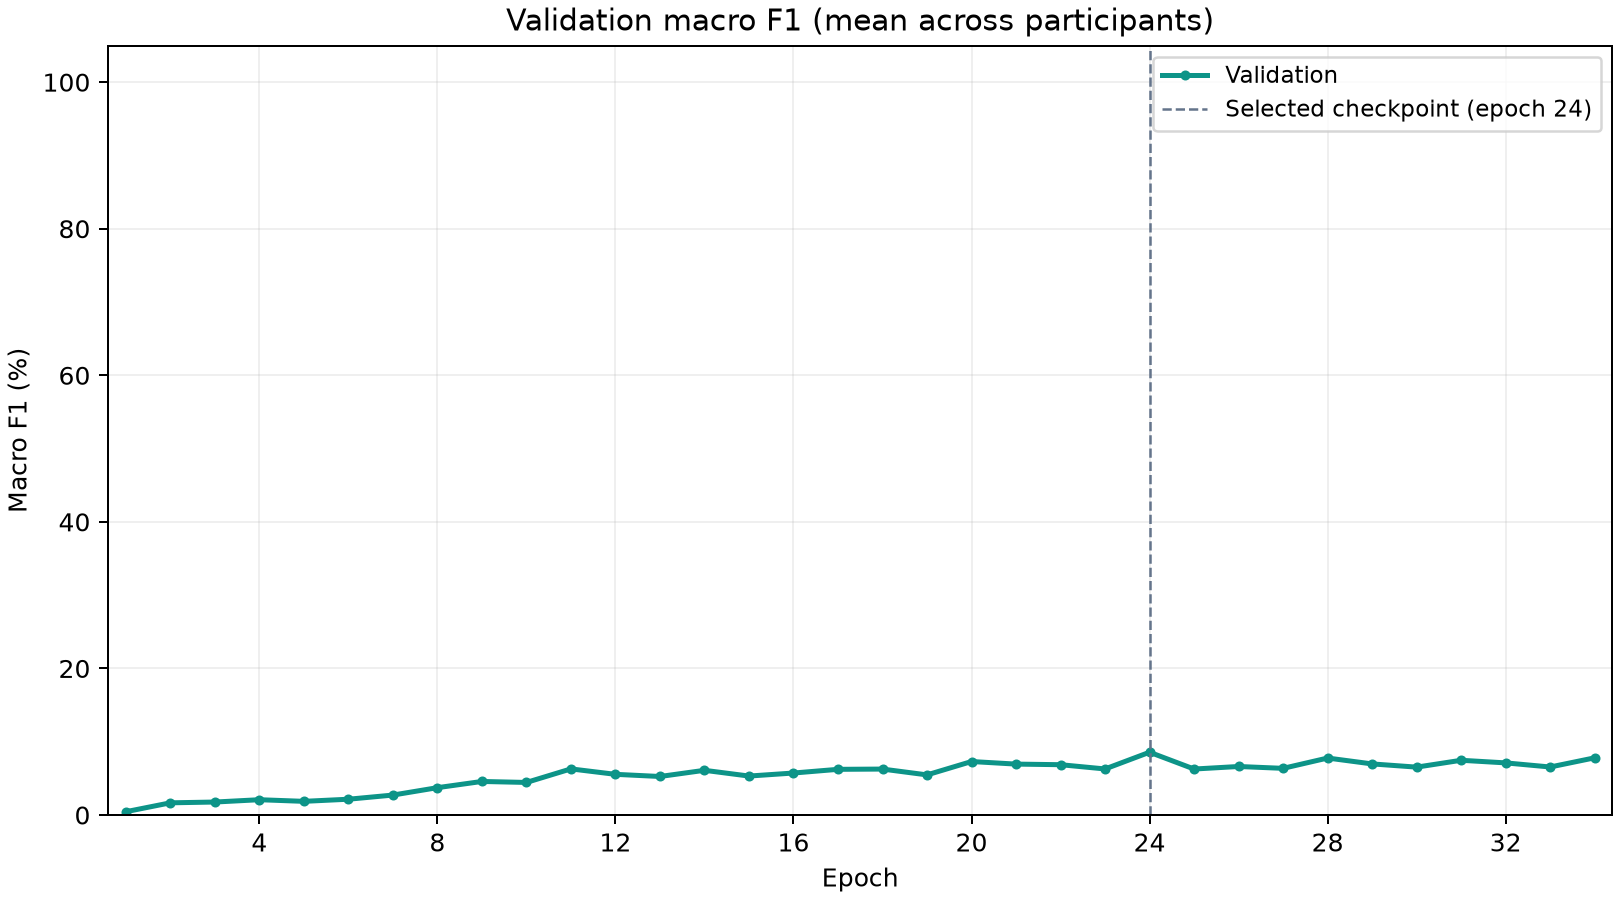 Validation macro F1 (mean across participants)
Validation
Selected checkpoint (epoch 24)
Macro F1 (%)
100
80
60
40
20
0
4 8 12 16 20 24 28 32
Epoch